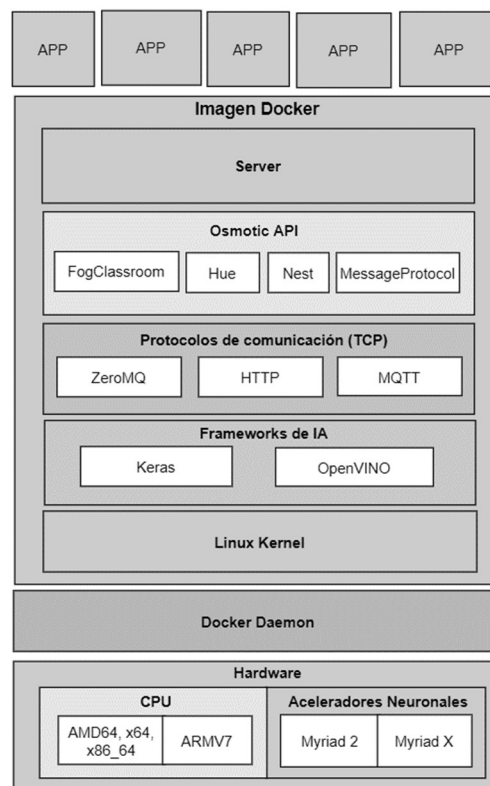 APP
APP
APP
APP
APP
Imagen Docker
Server
Osmotic API
FogClassroom
Hue
Nest
MessageProtocol
Protocolos de comunicación (TCP)
ZeroMQ
HTTP
MQTT
Frameworks de IA
Keras
OpenVINO
Linux Kernel
Docker Daemon
Hardware
CPU
AMD64, x64,
x86_64
ARMV7
Aceleradores Neuronales
Myriad 2
Myriad X